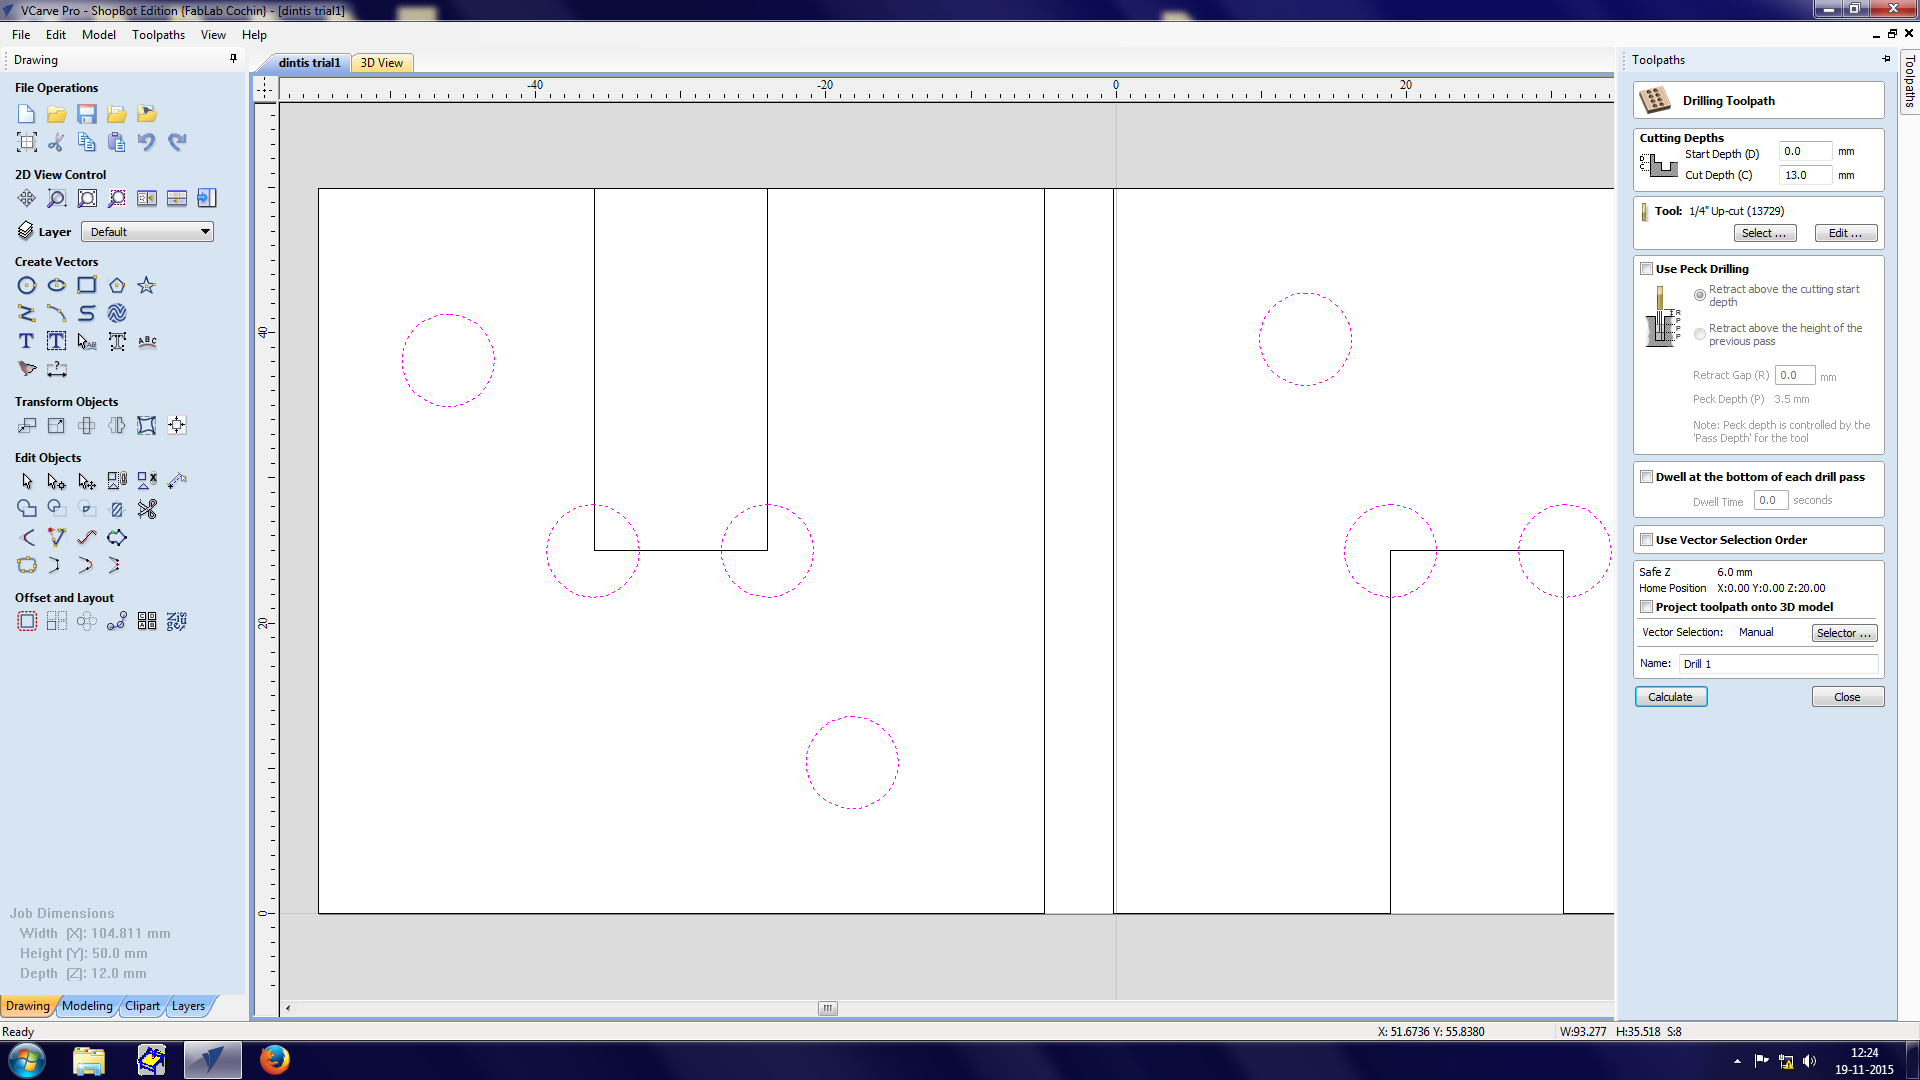 VCarve Pro - ShopBot Edition {FabLab Cochin} - [dintis trial1]
File Edit Model Toolpaths View Help
Drawing
File Operations
2D View Control
Layer Default
Create Vectors
Transform Objects
Edit Objects
Offset and Layout
Job Dimensions
Width (X): 104.811 mm
Height (Y): 50.0 mm
Depth (Z): 12.0 mm
Drawing Modeling Clipart Layers
Ready
dintis trial1 3D View
-40 -20 0 20
40
20
0
Toolpaths
Toolpaths
Drilling Toolpath
Cutting Depths
Start Depth (D) 0.0 mm
Cut Depth (C) 13.0 mm
Tool: 1/4" Up-cut (13729)
Select ... Edit ...
Use Peck Drilling
Retract above the cutting start
depth
Retract above the height of the
previous pass
Retract Gap (R) 0.0 mm
Peck Depth (P) 3.5 mm
Note: Peck depth is controlled by the
'Pass Depth' for the tool
Dwell at the bottom of each drill pass
Dwell Time 0.0 seconds
Use Vector Selection Order
Safe Z 6.0 mm
Home Position X:0.00 Y:0.00 Z:20.00
Project toolpath onto 3D model
Vector Selection: Manual Selector ...
Name: Drill 1
Calculate Close
X: 51.6736 Y: 55.8380 W:93.277 H:35.518 S:8
12:24
19-11-2015